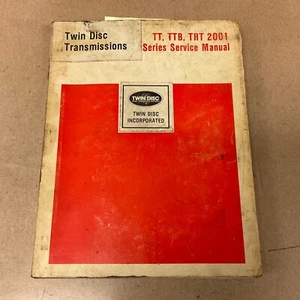 Twin Disc
Transmissions
TT, TTB, TRT 2001
Series Service Manual
TWIN DISC
TWIN DISC
INCORPORATED